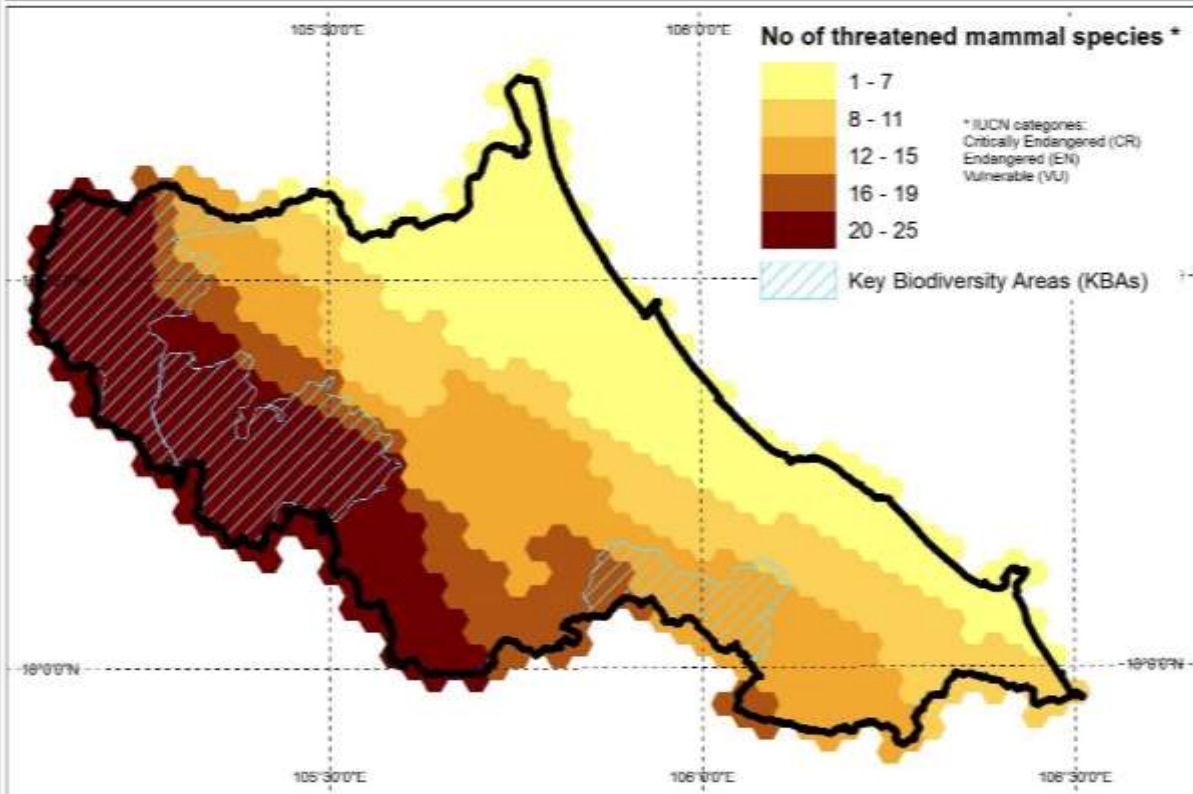 105°30'0"E
106°0'0"E
No of threatened mammal species *
1 - 7
8 - 11
12 - 15
16 - 19
20 - 25
* IUCN categories:
Critically Endangered (CR)
Endangered (EN)
Vulnerable (VU)
Key Biodiversity Areas (KBAs)
18°0'0"N
18°0'0"N
105°30'0"E
106°0'0"E
106°30'0"E